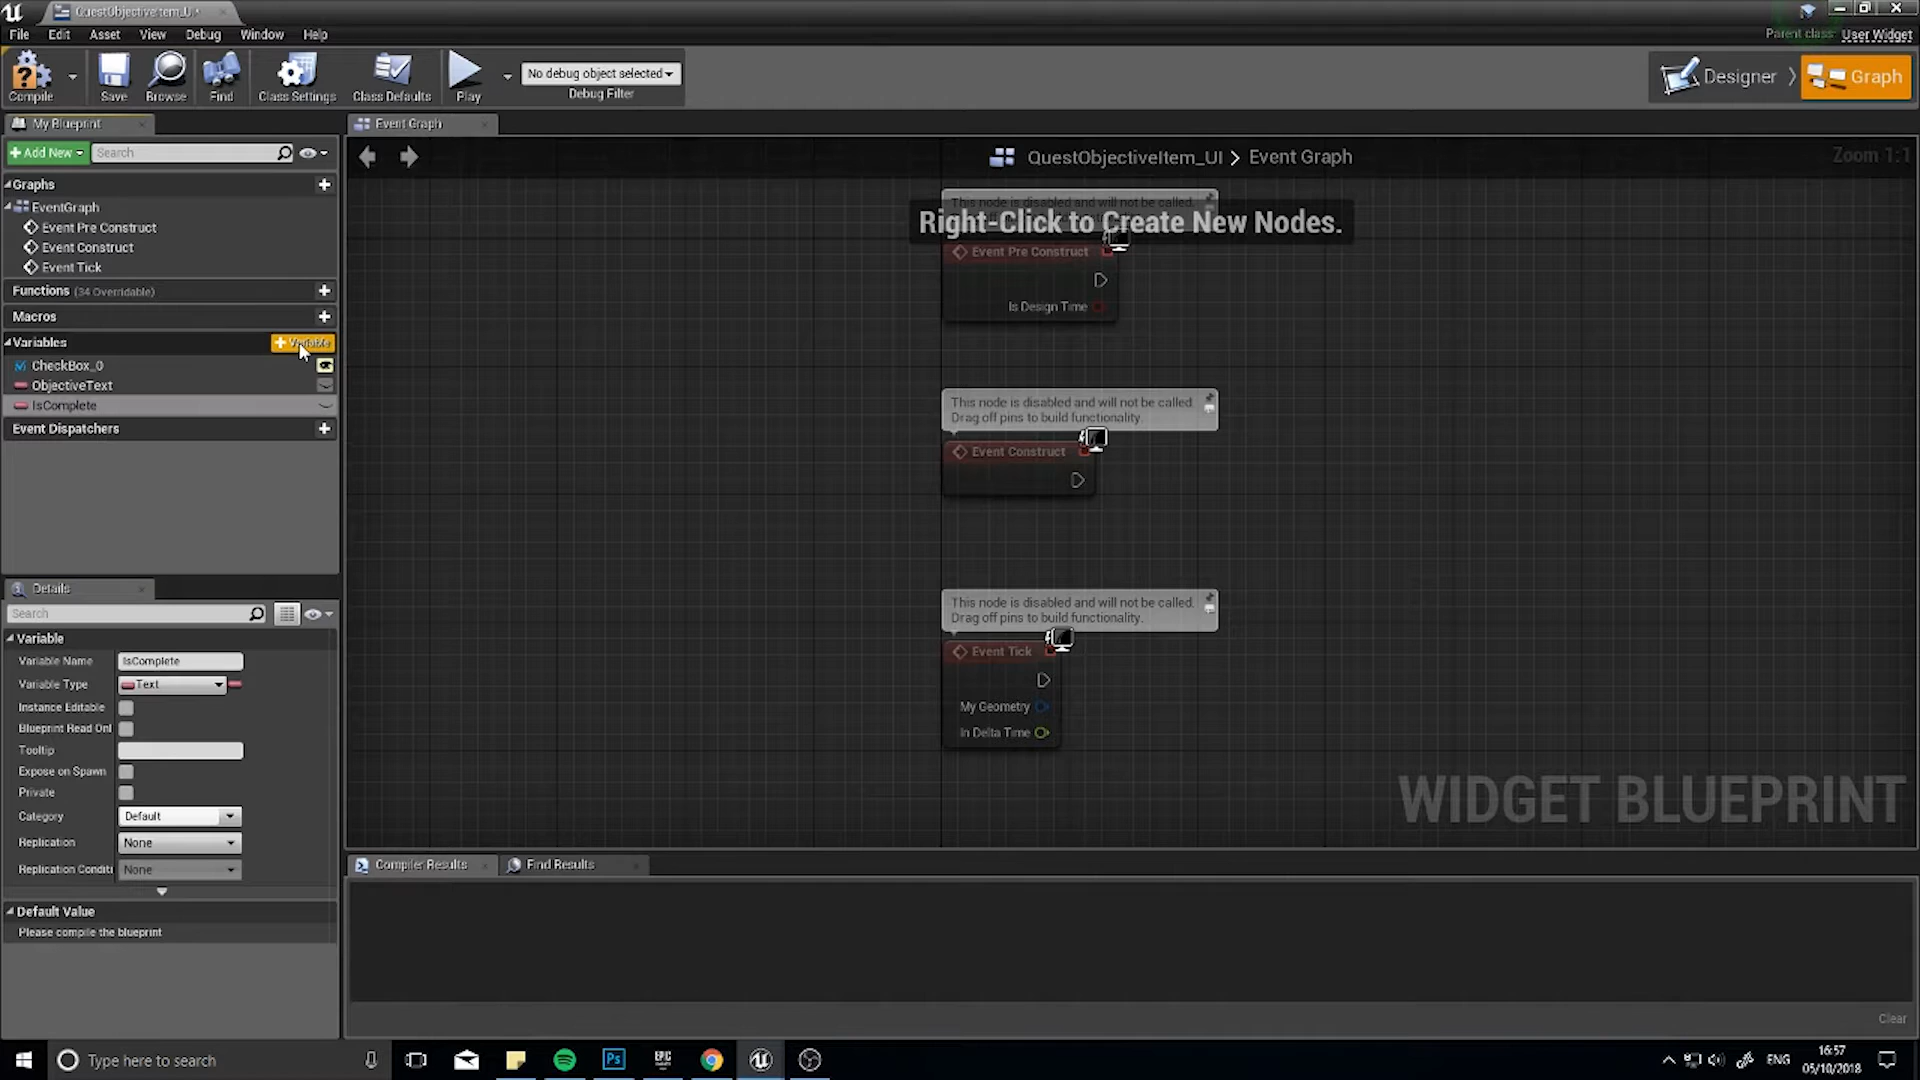 QuestObjectiveItem_UI*
File Edit Asset View Window Debug Window Help
Parent class: User Widget
Compile Save Browse Find Class Settings Class Defaults Play
No debug object selected
Debug Filter
Designer Graph
My Blueprint
Event Graph
Add New Search
QuestObjectiveItem_UI > Event Graph
Zoom 1:1
Graphs
EventGraph
Event Pre Construct
Event Construct
Event Tick
Functions (34 Overridable)
Macros
Variables
Variable
CheckBox_0
ObjectiveText
IsComplete
Event Dispatchers
This node is disabled and will not be called.
Right-Click to Create New Nodes.
Event Pre Construct
Is Design Time
This node is disabled and will not be called.
Drag off pins to build functionality.
Event Construct
This node is disabled and will not be called.
Drag off pins to build functionality.
Event Tick
My Geometry
In Delta Time
WIDGET BLUEPRINT
Details
Search
Variable
Variable Name IsComplete
Variable Type Text
Instance Editable
Blueprint Read Onl
Tooltip
Expose on Spawn
Private
Category Default
Replication None
Replication Conditi None
Default Value
Please compile the blueprint
Compiler Results
Find Results
Clear
Type here to search
Ps
EPIC
ENG
16:57
05/10/2018